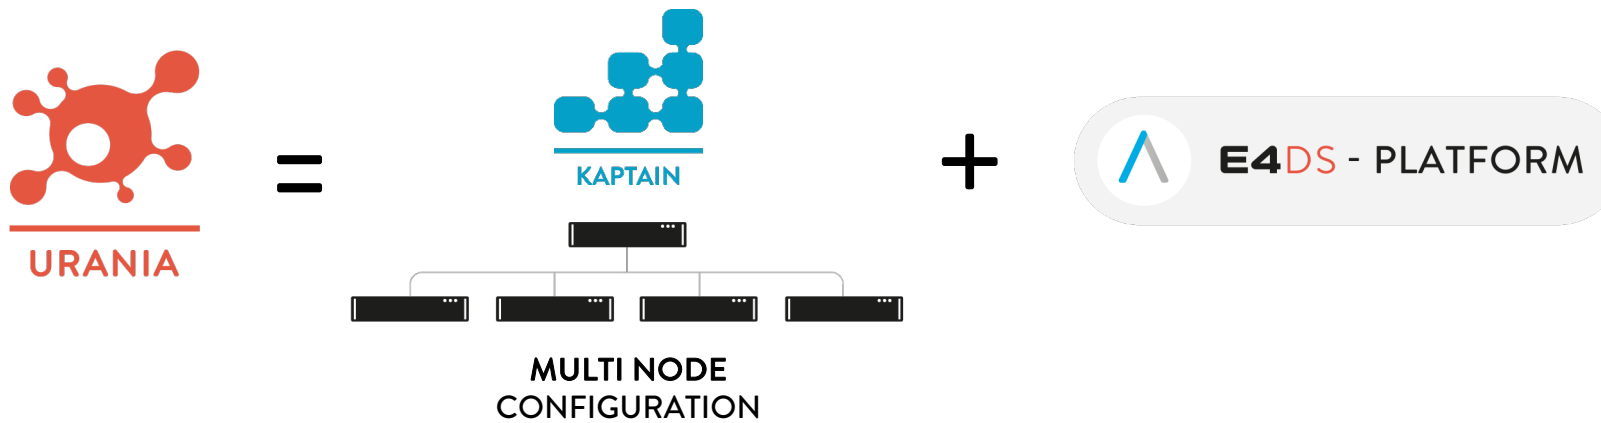 URANIA
=
KAPTAIN
MULTI NODE
CONFIGURATION
+
E4DS - PLATFORM